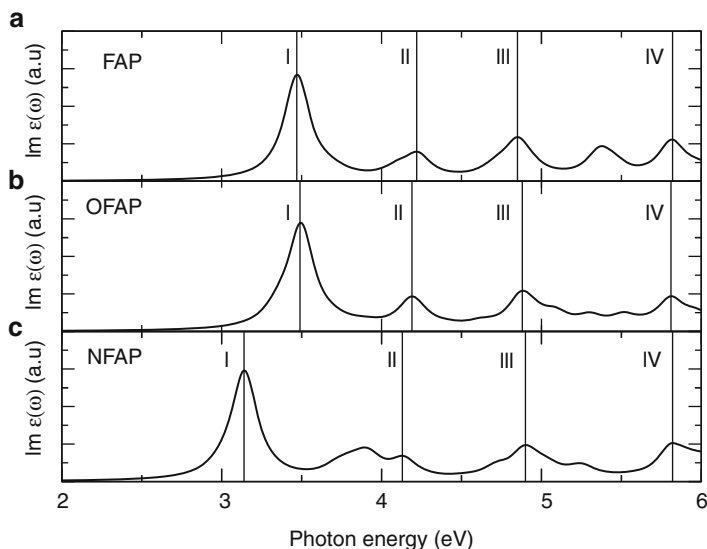 a
FAP
I
II
III
IV
Im ε(ω) (a.u)
b
OFAP
I
II
III
IV
Im ε(ω) (a.u)
c
NFAP
I
II
III
IV
Im ε(ω) (a.u)
2
3
4
5
6
Photon energy (eV)